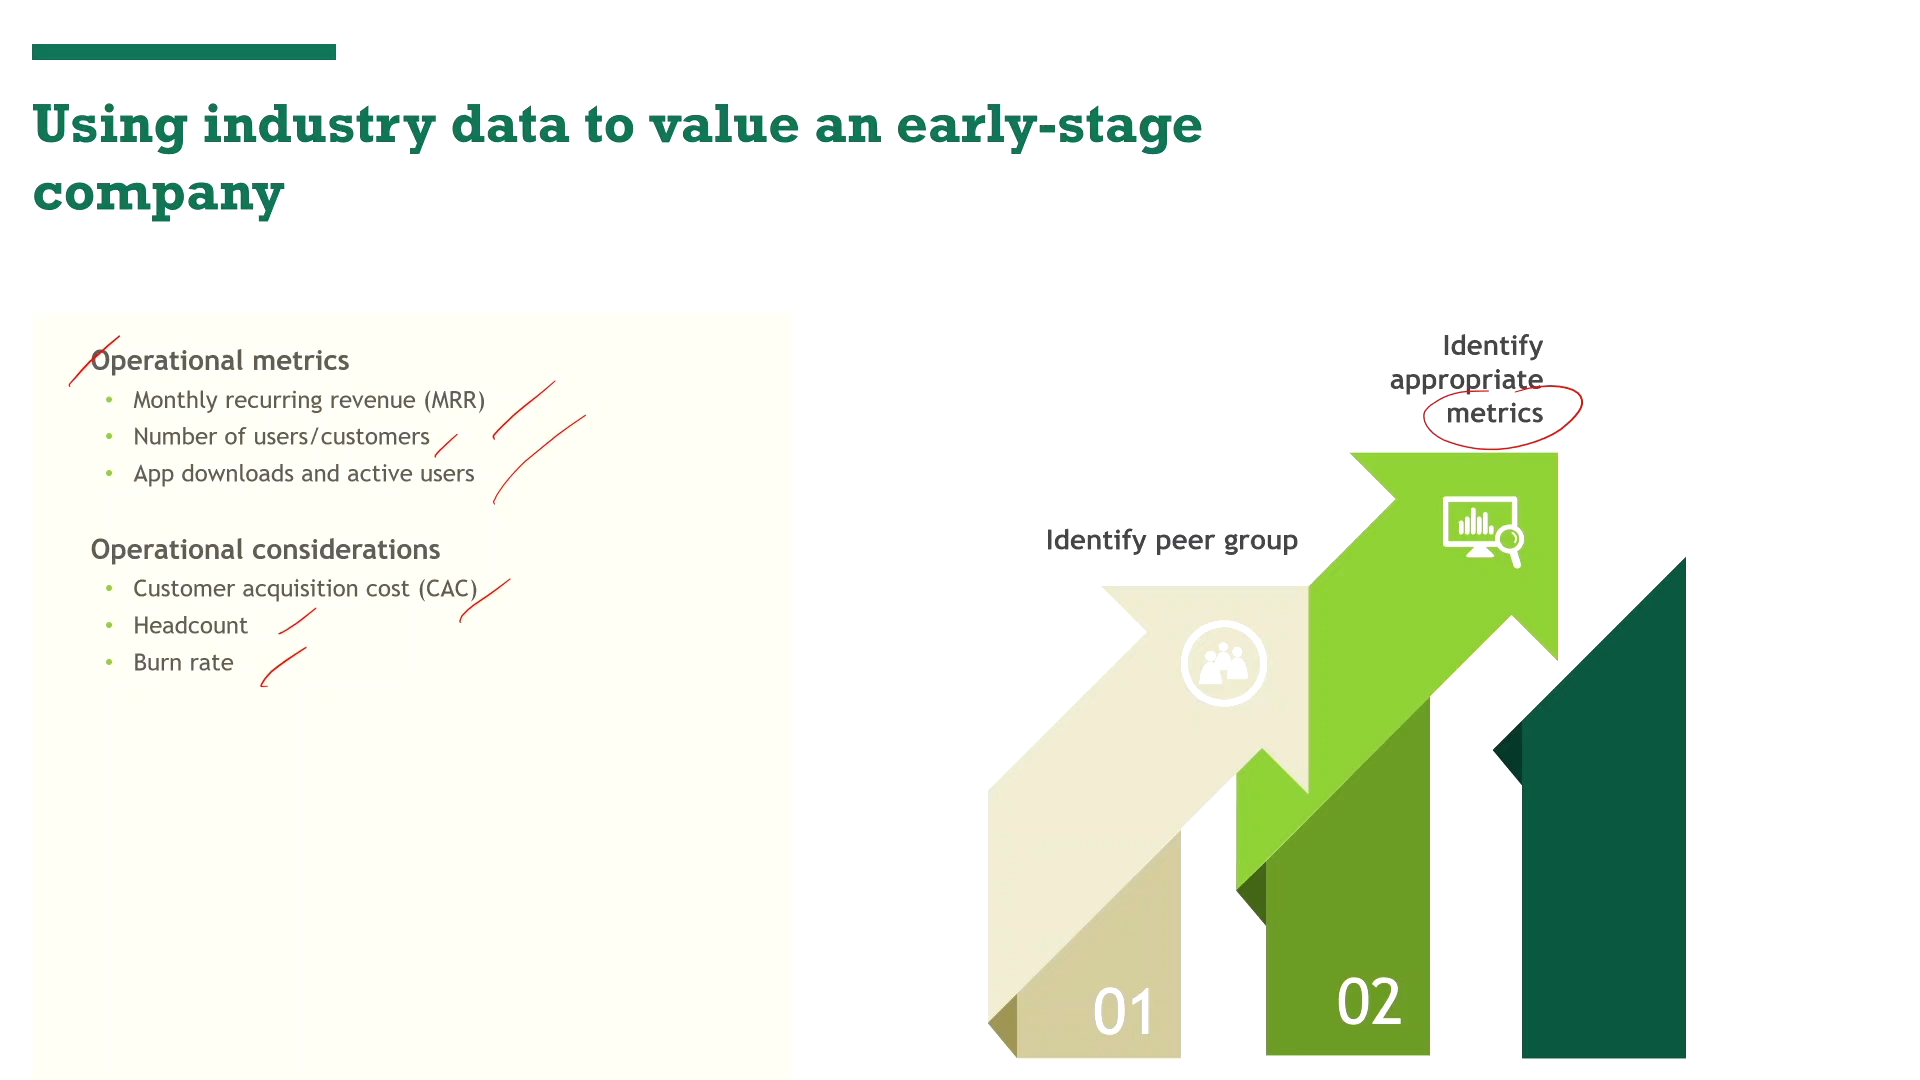 Using industry data to value an early-stage
company
Operational metrics
• Monthly recurring revenue (MRR)
• Number of users/customers
• App downloads and active users
Operational considerations
• Customer acquisition cost (CAC)
• Headcount
• Burn rate
Identify
appropriate
metrics
Identify peer group
01
02